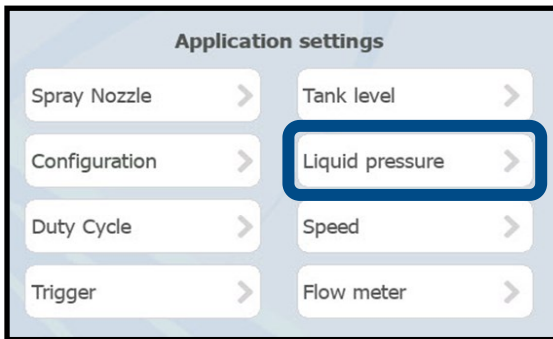 Application settings
Spray Nozzle
Tank level
Configuration
Liquid pressure
Duty Cycle
Speed
Trigger
Flow meter